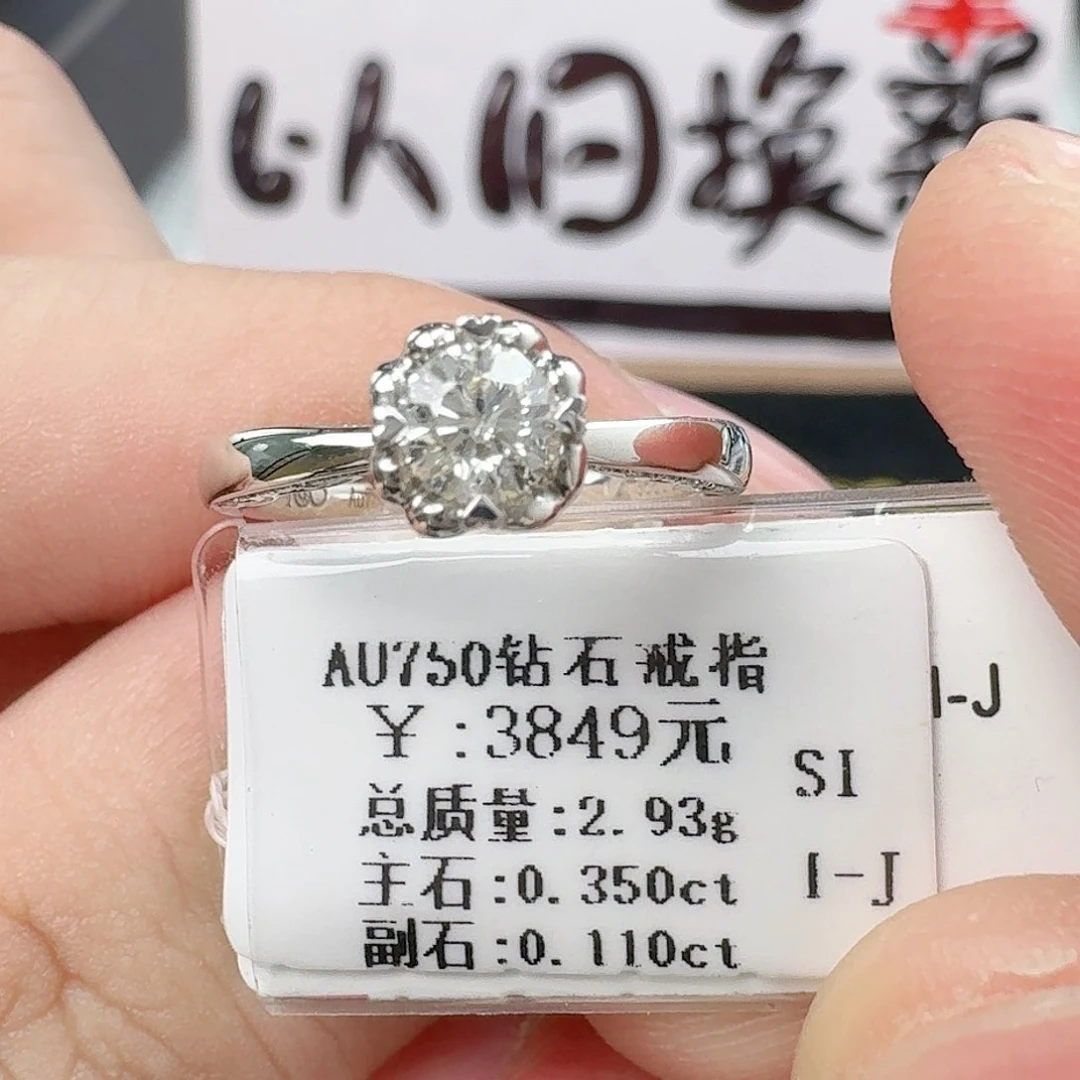 以旧换新
AU750钻石戒指
¥:3849元
SI
总质量:2.93g
主石:0.350ct
I-J
副石:0.110ct
I-J